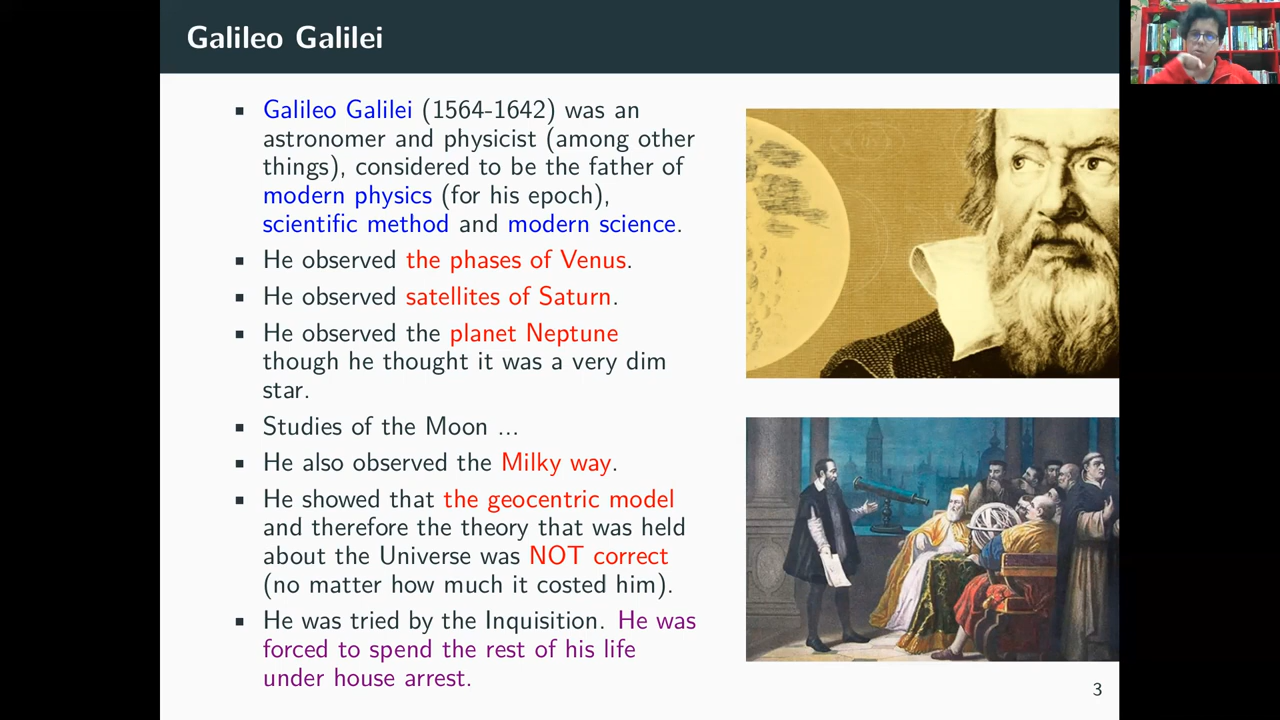 Galileo Galilei
Galileo Galilei (1564-1642) was an
astronomer and physicist (among other
things), considered to be the father of
modern physics (for his epoch),
scientific method and modern science.
He observed the phases of Venus.
He observed satellites of Saturn.
He observed the planet Neptune
though he thought it was a very dim
star.
Studies of the Moon ...
He also observed the Milky way.
He showed that the geocentric model
and therefore the theory that was held
about the Universe was NOT correct
(no matter how much it costed him).
He was tried by the Inquisition. He was
forced to spend the rest of his life
under house arrest.
3